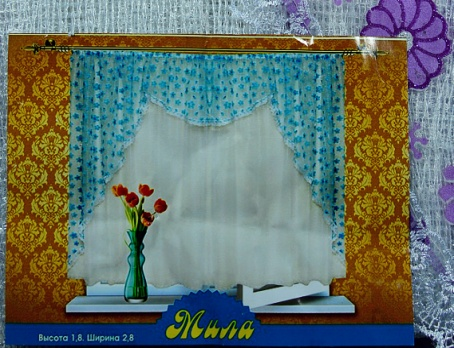 Мила
Высота 1,8. Ширина 2,8